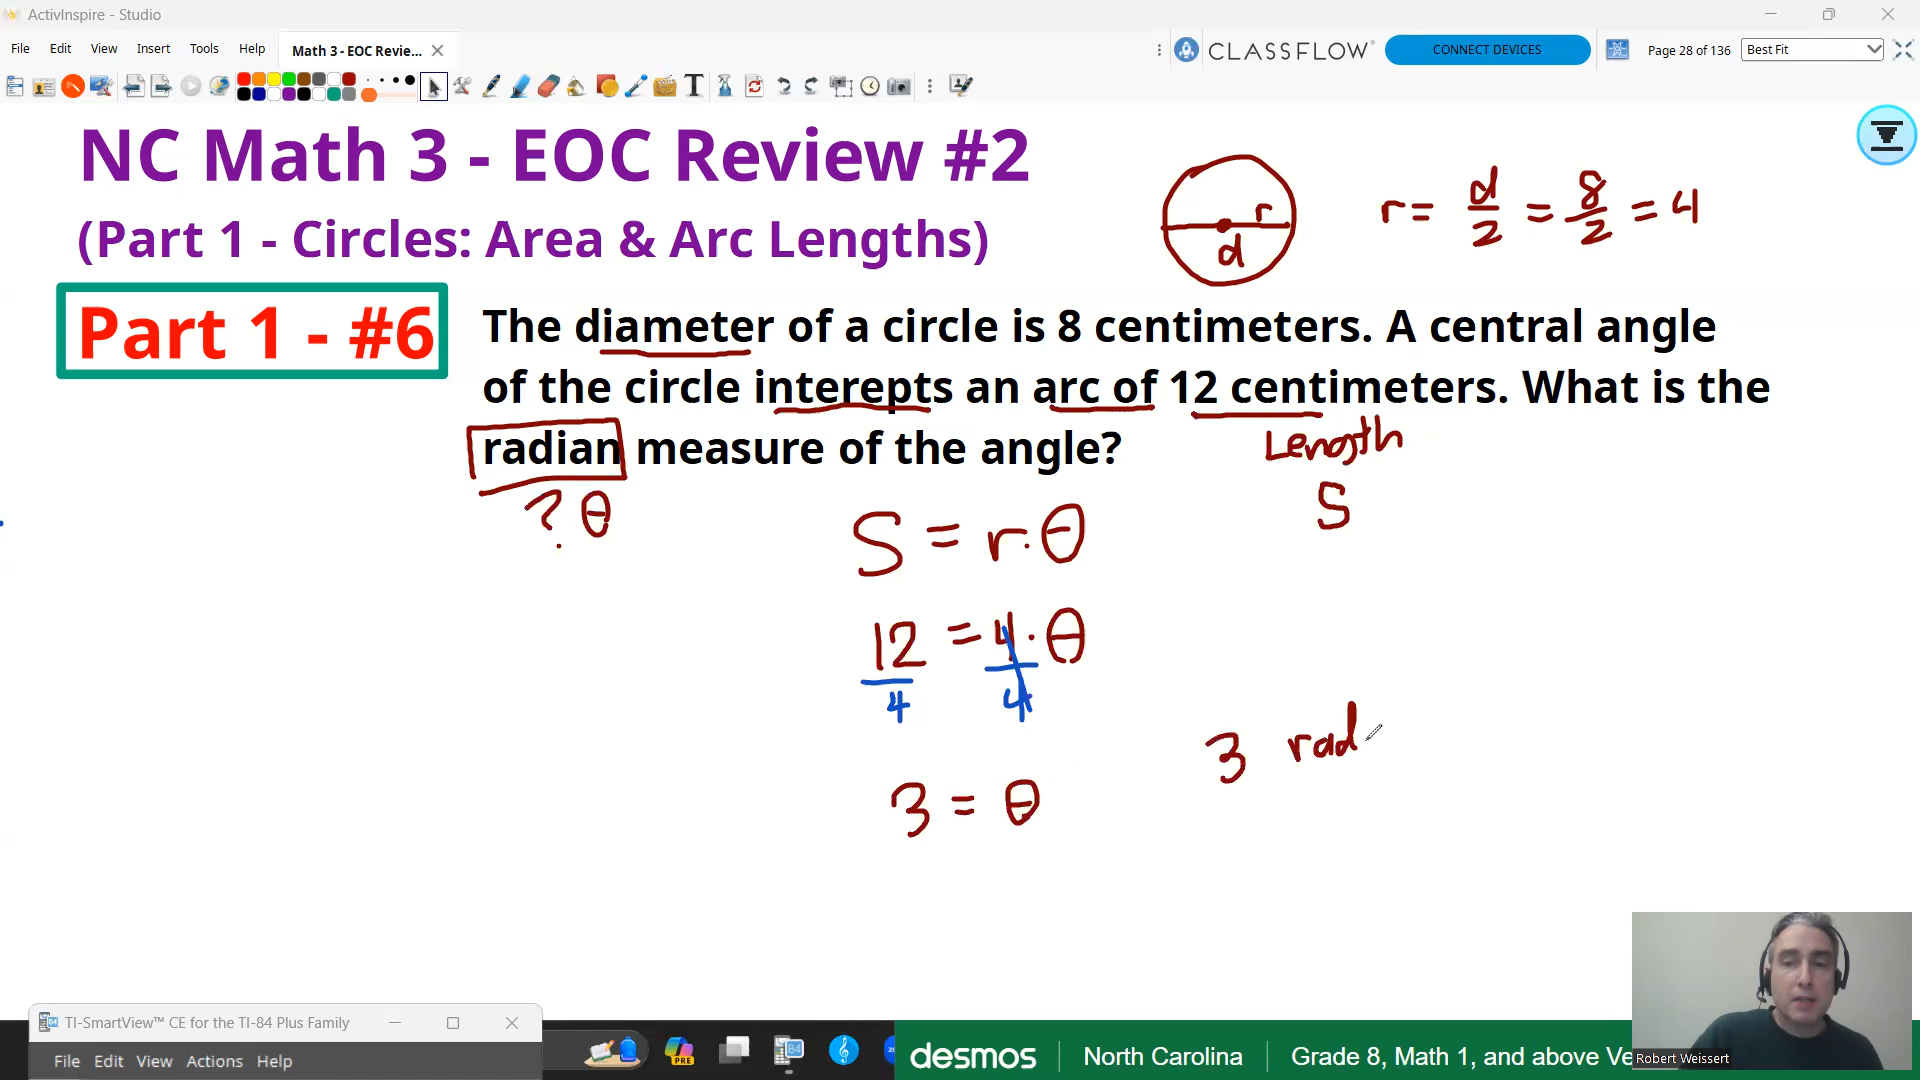 ActivInspire - Studio
File Edit View Insert Tools Help Math 3 - EOC Revie...
CLASSFLOW CONNECT DEVICES Page 28 of 136 Best Fit
NC Math 3 - EOC Review #2
(Part 1 - Circles: Area & Arc Lengths)
r
d
r = d/2 = 8/2 = 4
Part 1 - #6
The diameter of a circle is 8 centimeters. A central angle
of the circle interepts an arc of 12 centimeters. What is the
radian measure of the angle?
Length
? θ
S
S = r·θ
12 = 4·θ
4 4
3 rad
3 = θ
TI-SmartView™ CE for the TI-84 Plus Family
File Edit View Actions Help
PRE
84
desmos North Carolina Grade 8, Math 1, and above Ve
Robert Weissert